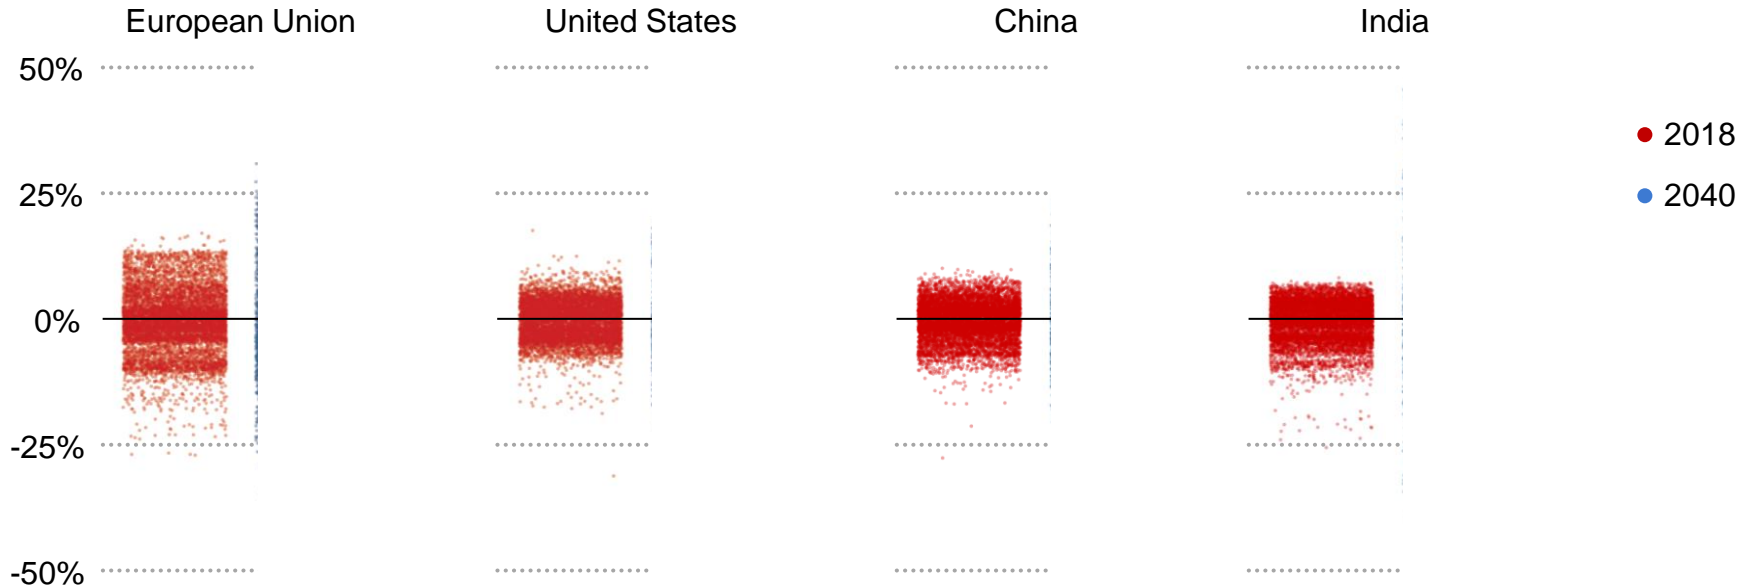 European Union
United States
China
India
50%
25%
0%
-25%
-50%
2018
2040